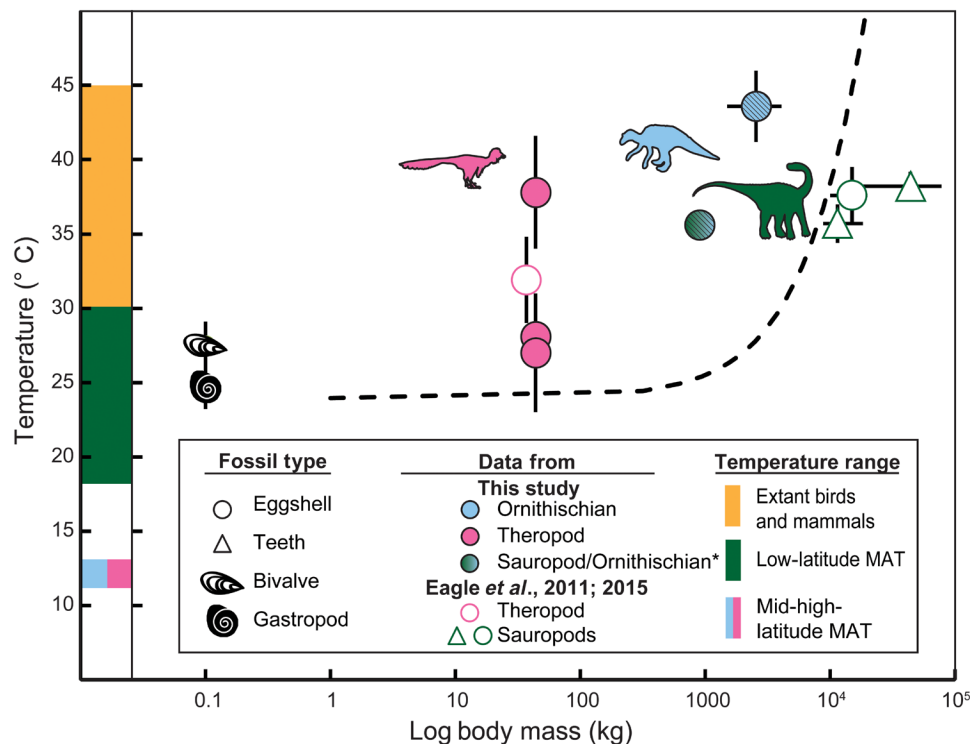 Temperature (° C)
45
40
35
30
25
20
15
10
Fossil type
Eggshell
Teeth
Bivalve
Gastropod
Data from
This study
Ornithischian
Theropod
Sauropod/Ornithischian*
Eagle et al., 2011; 2015
Theropod
Sauropods
Temperature range
Extant birds
and mammals
Low-latitude MAT
Mid-high-
latitude MAT
0.1 1 10 100 1000 10⁴ 10⁵
Log body mass (kg)